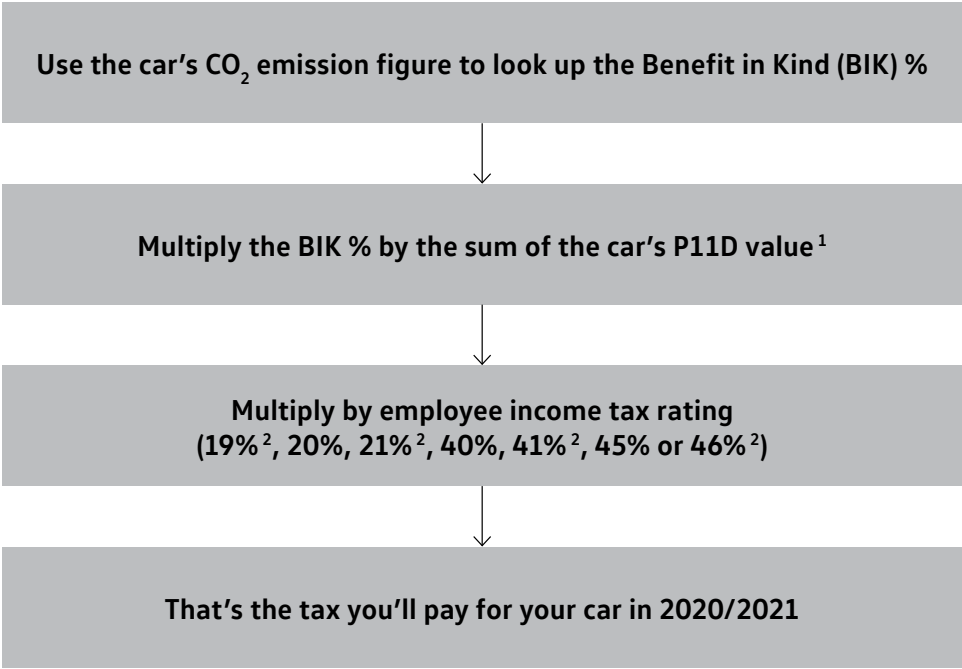 Use the car's CO₂ emission figure to look up the Benefit in Kind (BIK) %
Multiply the BIK % by the sum of the car's P11D value ¹
Multiply by employee income tax rating
(19% ², 20%, 21% ², 40%, 41% ², 45% or 46% ²)
That's the tax you'll pay for your car in 2020/2021